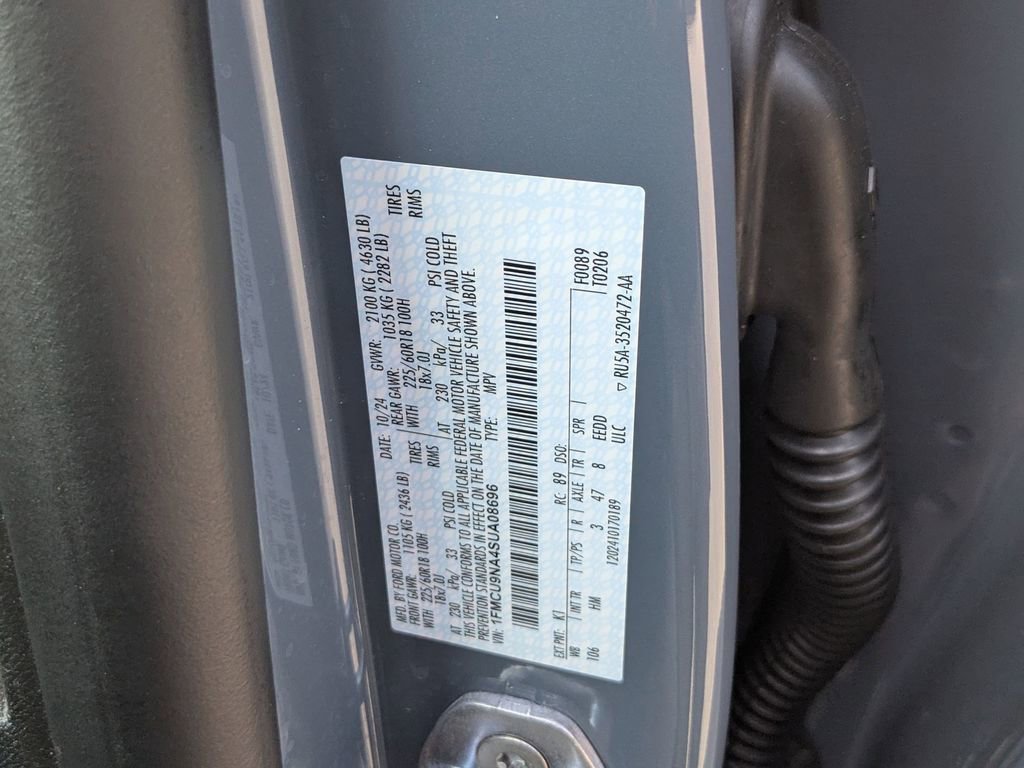 MFD. BY FORD MOTOR CO.
DATE: 10/24 GVWR: 2100 KG ( 4630 LB)
FRONT GAWR: 1105 KG ( 2436 LB) REAR GAWR: 1035 KG ( 2282 LB)
WITH 225/60R18 100H TIRES WITH 225/60R18 100H TIRES
18x7.0J RIMS 18x7.0J RIMS
AT 230 kPa/ 33 PSI COLD AT 230 kPa/ 33 PSI COLD
THIS VEHICLE CONFORMS TO ALL APPLICABLE FEDERAL MOTOR VEHICLE SAFETY AND THEFT
PREVENTION STANDARDS IN EFFECT ON THE DATE OF MANUFACTURE SHOWN ABOVE.
VIN: 1FMCU9NA4SUA08696 TYPE: MPV
EXT PNT: K1 RC: 89 DSO: F0089
WB | INT TR | TP/PS | R | AXLE | TR | SPR | T0206
106 HM 3 47 8 EEDD
1202410170189 ULC
▽ RU5A-3520472-AA